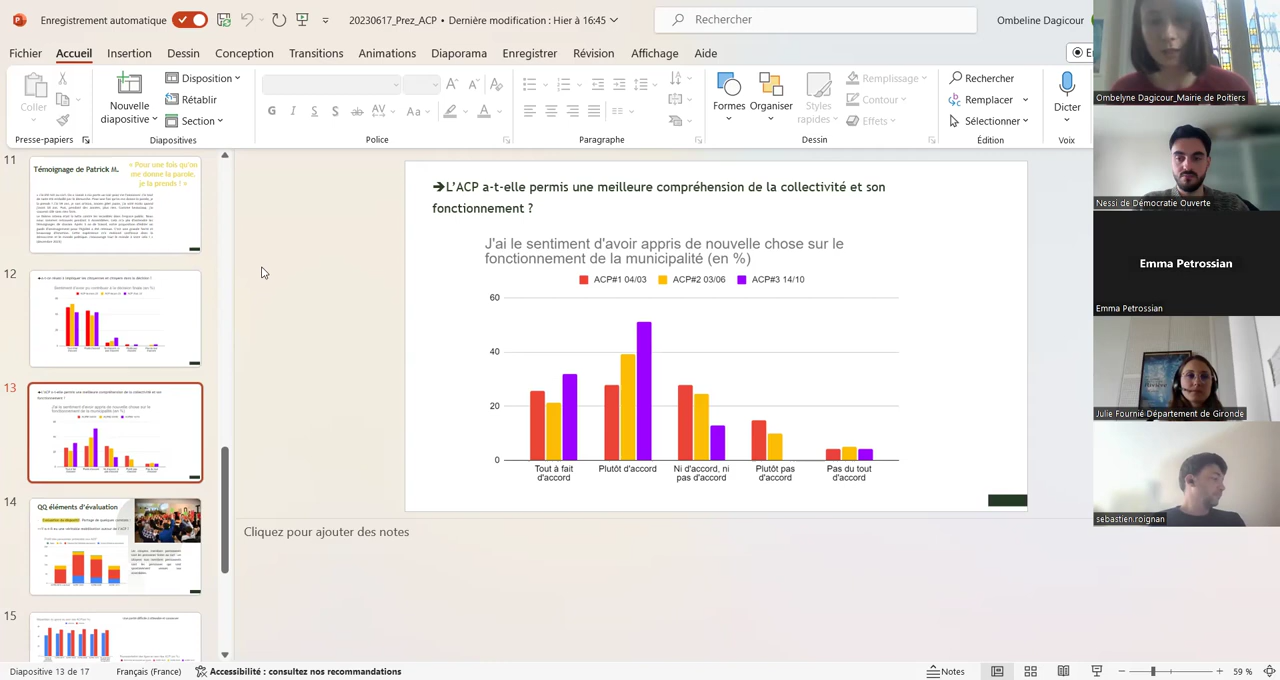 Enregistrement automatique
20230617_Prez_ACP • Dernière modification : Hier à 16:45
Rechercher
Ombeline Dagicour
Fichier Accueil Insertion Dessin Conception Transitions Animations Diapora Enregistrer Révision Affichage Aide
Coller
Nouvelle diapositive
Disposition
Rétablir
Section
G I S S ab AV Aa A
Formes
Organiser
Styles rapides
Remplissage
Contour
Effets
Rechercher
Remplacer
Sélectionner
Dicter
Presse-papiers Diapositives Police Paragraphe Dessin Édition Voix
11
Témoignage de Patrick M.
« Pour une fois qu'on
me donne la parole,
je la prends ! »
12
13
14
QQ éléments d'évaluation
15
➔L'ACP a-t-elle permis une meilleure compréhension de la collectivité et son
fonctionnement ?
J'ai le sentiment d'avoir appris de nouvelle chose sur le
fonctionnement de la municipalité (en %)
ACP#1 04/03 ACP#2 03/06 ACP#3 14/10
60
40
20
0
Tout à fait d'accord
Plutôt d'accord
Ni d'accord, ni pas d'accord
Plutôt pas d'accord
Pas du tout d'accord
Cliquez pour ajouter des notes
Ombelyne Dagicour_Mairie de Poitiers
Nessi de Démocratie Ouverte
Emma Petrossian
Emma Petrossian
Julie Fournié Département de Gironde
sebastien.roignan
Diapositive 13 de 17 Français (France) Accessibilité : consultez nos recommandations Notes 59 %